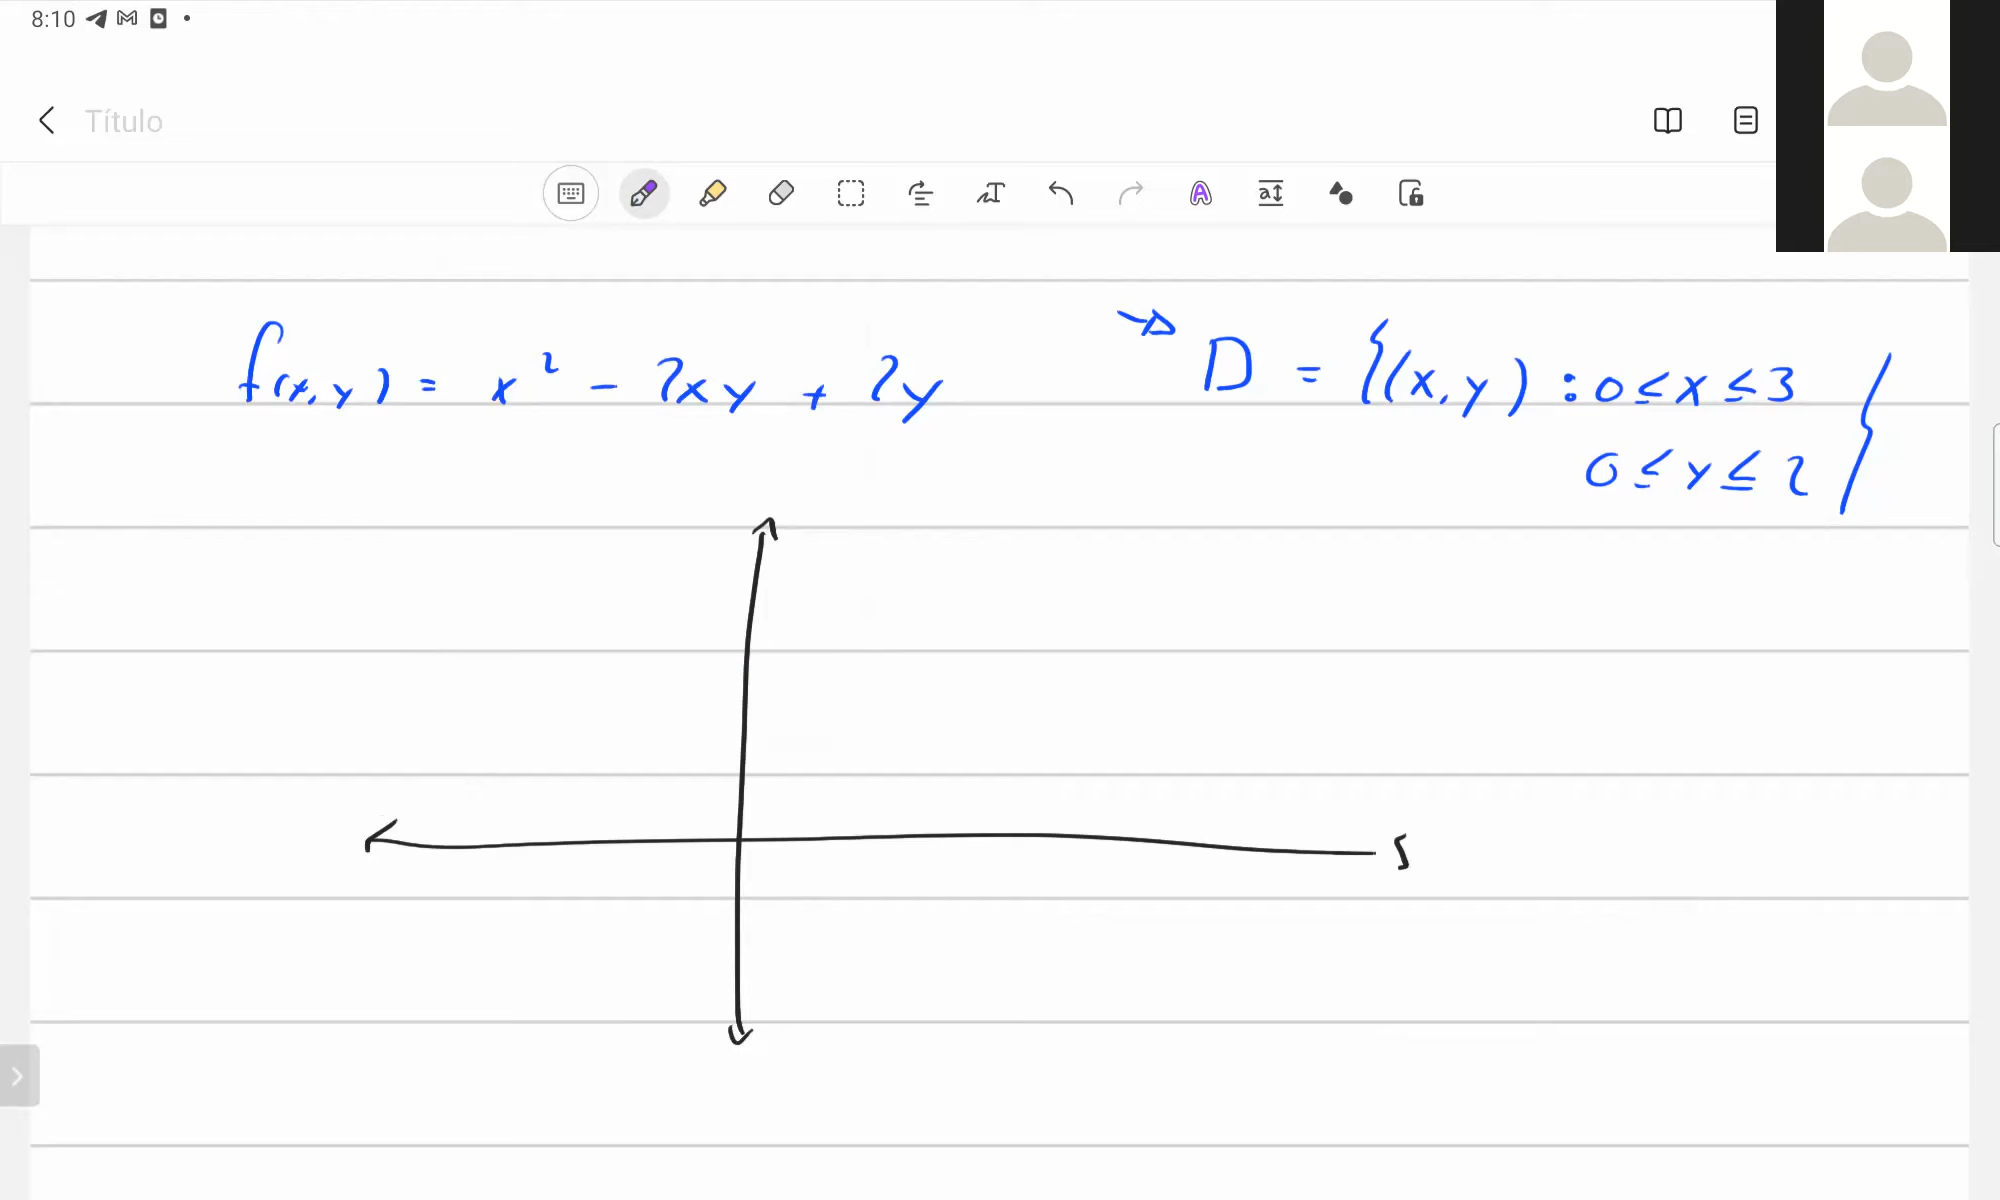 8:10
Título
f(x,y) = x² - 2xy + 2y D = {(x,y) : 0 ≤ x ≤ 3
0 ≤ y ≤ 2}